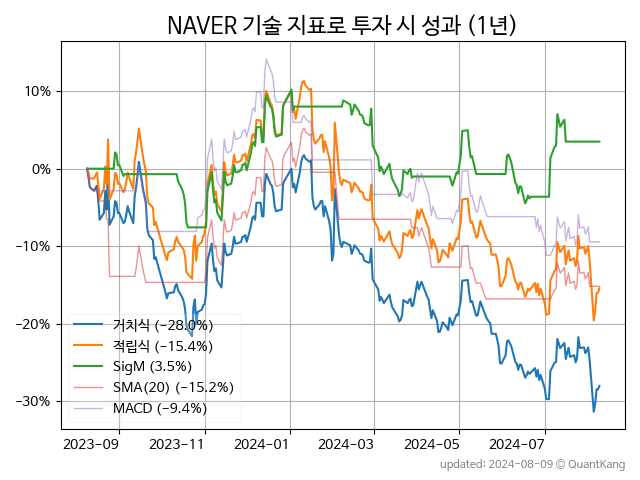 NAVER 기술 지표로 투자 시 성과 (1년)
10%
0%
−10%
−20%
−30%
거치식 (−28.0%)
적립식 (−15.4%)
SigM (3.5%)
SMA(20) (−15.2%)
MACD (−9.4%)
2023−09
2023−11
2024−01
2024−03
2024−05
2024−07
updated: 2024−08−09 © QuantKang